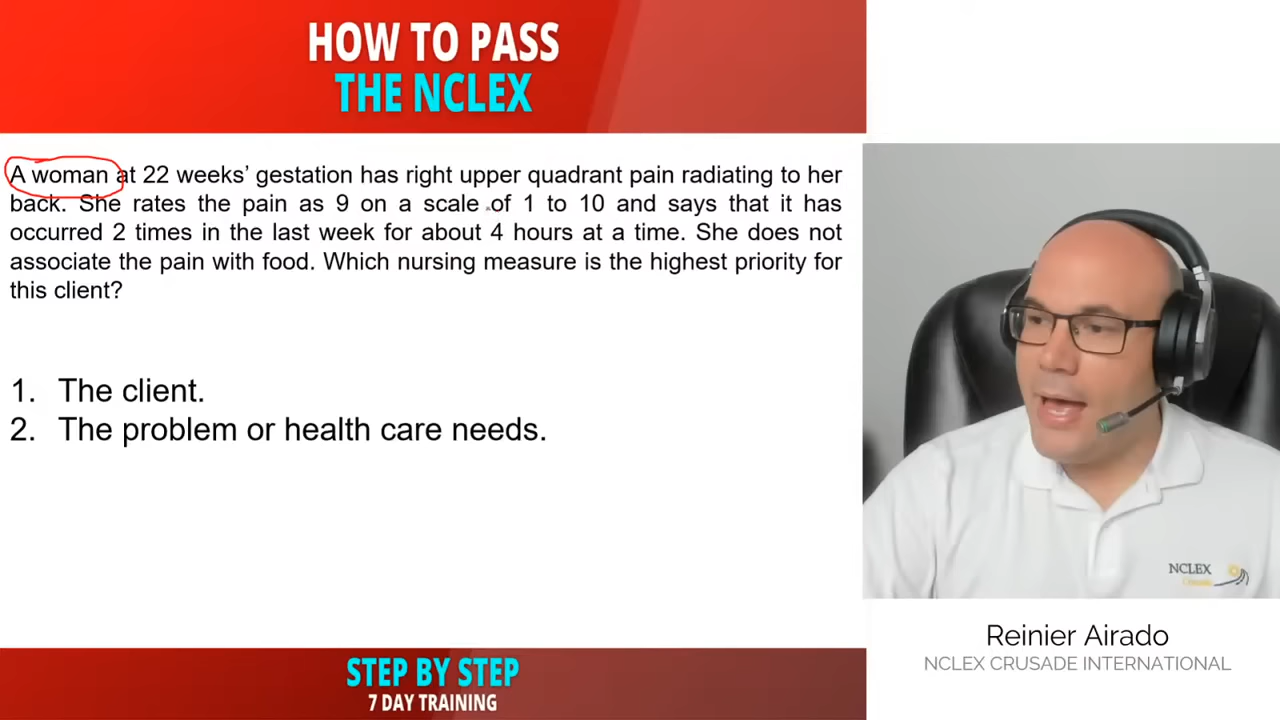 HOW TO PASS
THE NCLEX
A woman at 22 weeks’ gestation has right upper quadrant pain radiating to her
back. She rates the pain as 9 on a scale of 1 to 10 and says that it has
occurred 2 times in the last week for about 4 hours at a time. She does not
associate the pain with food. Which nursing measure is the highest priority for
this client?
1. The client.
2. The problem or health care needs.
NCLEX
Reinier Airado
NCLEX CRUSADE INTERNATIONAL
STEP BY STEP
7 DAY TRAINING